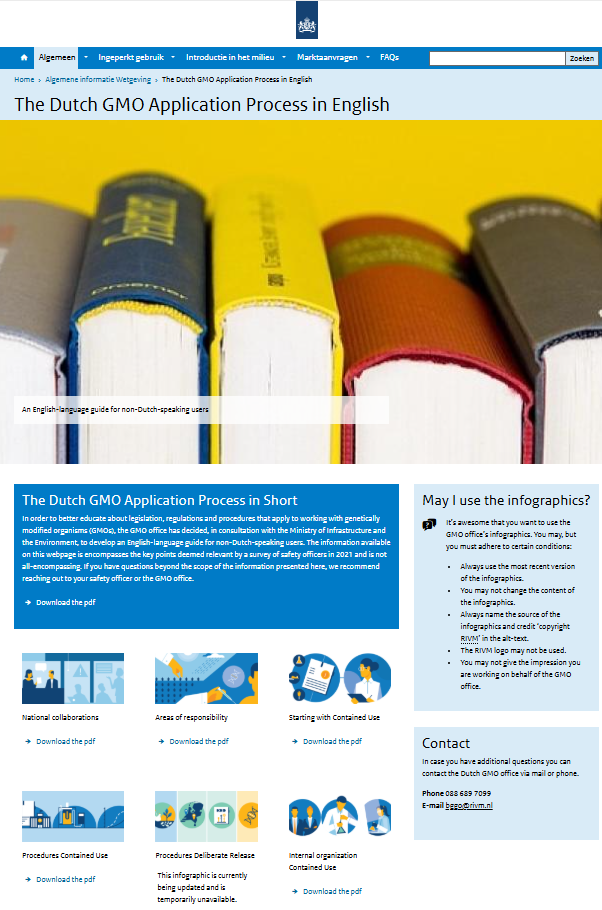 Algemeen
Ingeperkt gebruik
Introductie in het milieu
Marktaanvragen
FAQs
Zoeken
Home › Algemene informatie Wetgeving › The Dutch GMO Application Process in English
The Dutch GMO Application Process in English
An English-language guide for non-Dutch-speaking users
The Dutch GMO Application Process in Short
In order to better educate about legislation, regulations and procedures that apply to working with genetically
modified organisms (GMOs), the GMO office has decided, in consultation with the Ministry of Infrastructure and
the Environment, to develop an English-language guide for non-Dutch-speaking users. The information available
on this webpage is encompasses the key points deemed relevant by a survey of safety officers in 2021 and is not
all-encompassing. If you have questions beyond the scope of the information presented here, we recommend
reaching out to your safety officer or the GMO office.
Download the pdf
National collaborations
Download the pdf
Areas of responsibility
Download the pdf
Starting with Contained Use
Download the pdf
Procedures Contained Use
Download the pdf
Procedures Deliberate Release
This infographic is currently
being updated and is
temporarily unavailable.
Internal organization
Contained Use
Download the pdf
May I use the infographics?
It's awesome that you want to use the
GMO office's infographics. You may, but
you must adhere to certain conditions:
• Always use the most recent version
of the infographics.
• You may not change the content of
the infographics.
• Always name the source of the
infographics and credit 'copyright
RIVM' in the alt-text.
• The RIVM logo may not be used.
• You may not give the impression you
are working on behalf of the GMO
office.
Contact
In case you have additional questions you can
contact the Dutch GMO office via mail or phone.
Phone 088 689 7099
E-mail bggo@rivm.nl